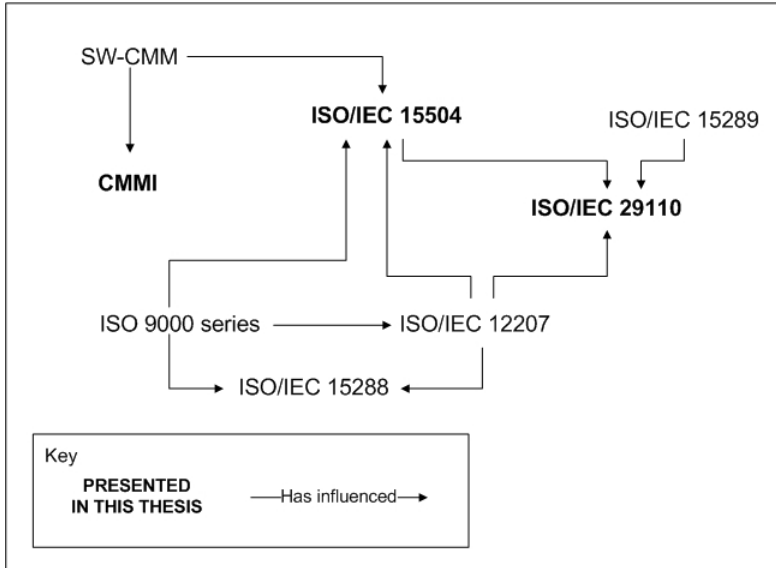 SW-CMM
ISO/IEC 15504
ISO/IEC 15289
CMMI
ISO/IEC 29110
ISO 9000 series
ISO/IEC 12207
ISO/IEC 15288
Key
PRESENTED
IN THIS THESIS
Has influenced